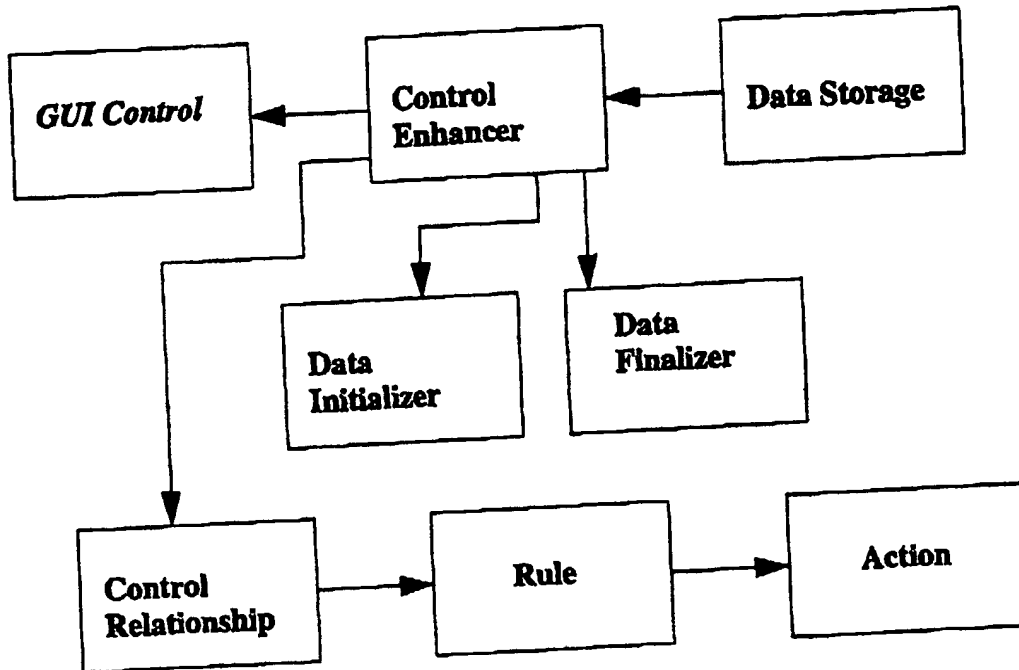 GUI Control
Control
Enhancer
Data Storage
Data
Initializer
Data
Finalizer
Control
Relationship
Rule
Action